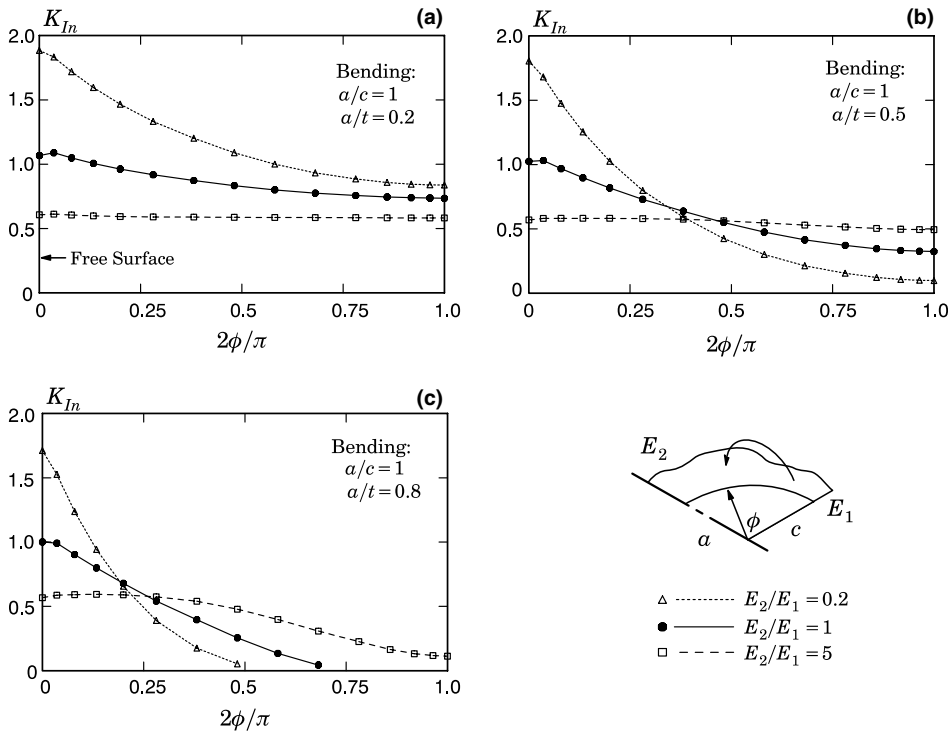 K_In
(a)
2.0
1.5
1.0
0.5
0
Bending:
a/c = 1
a/t = 0.2
← Free Surface
0
0.25
0.50
0.75
1.0
2ϕ/π
K_In
(b)
2.0
1.5
1.0
0.5
0
Bending:
a/c = 1
a/t = 0.5
0
0.25
0.50
0.75
1.0
2ϕ/π
K_In
(c)
2.0
1.5
1.0
0.5
0
Bending:
a/c = 1
a/t = 0.8
0
0.25
0.50
0.75
1.0
2ϕ/π
E_2
E_1
ϕ
a
c
E_2/E_1 = 0.2
E_2/E_1 = 1
E_2/E_1 = 5